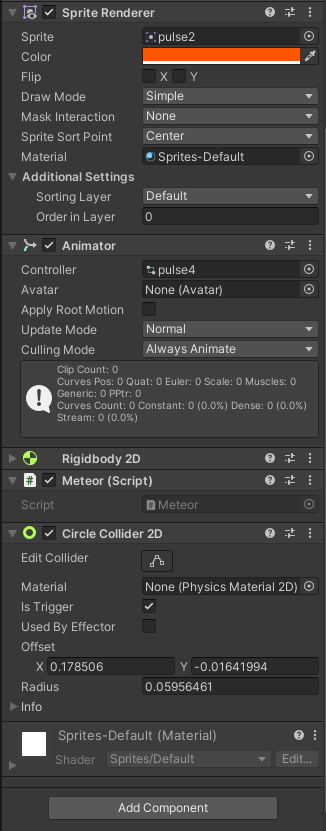 Sprite Renderer
Sprite pulse2
Color
Flip X Y
Draw Mode Simple
Mask Interaction None
Sprite Sort Point Center
Material Sprites-Default
Additional Settings
Sorting Layer Default
Order in Layer 0
Animator
Controller pulse4
Avatar None (Avatar)
Apply Root Motion
Update Mode Normal
Culling Mode Always Animate
Clip Count: 0
Curves Pos: 0 Quat: 0 Euler: 0 Scale: 0 Muscles: 0
Generic: 0 PPtr: 0
Curves Count: 0 Constant: 0 (0.0%) Dense: 0 (0.0%)
Stream: 0 (0.0%)
Rigidbody 2D
# Meteor (Script)
Script # Meteor
Circle Collider 2D
Edit Collider
Material None (Physics Material 2D)
Is Trigger
Used By Effector
Offset
X 0.178506 Y -0.01641994
Radius 0.05956461
Info
Sprites-Default (Material)
Shader Sprites/Default Edit...
Add Component